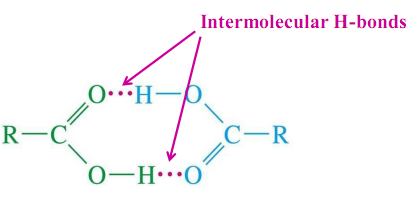 Intermolecular H-bonds
O···H—O
R—C C—R
O—H···O